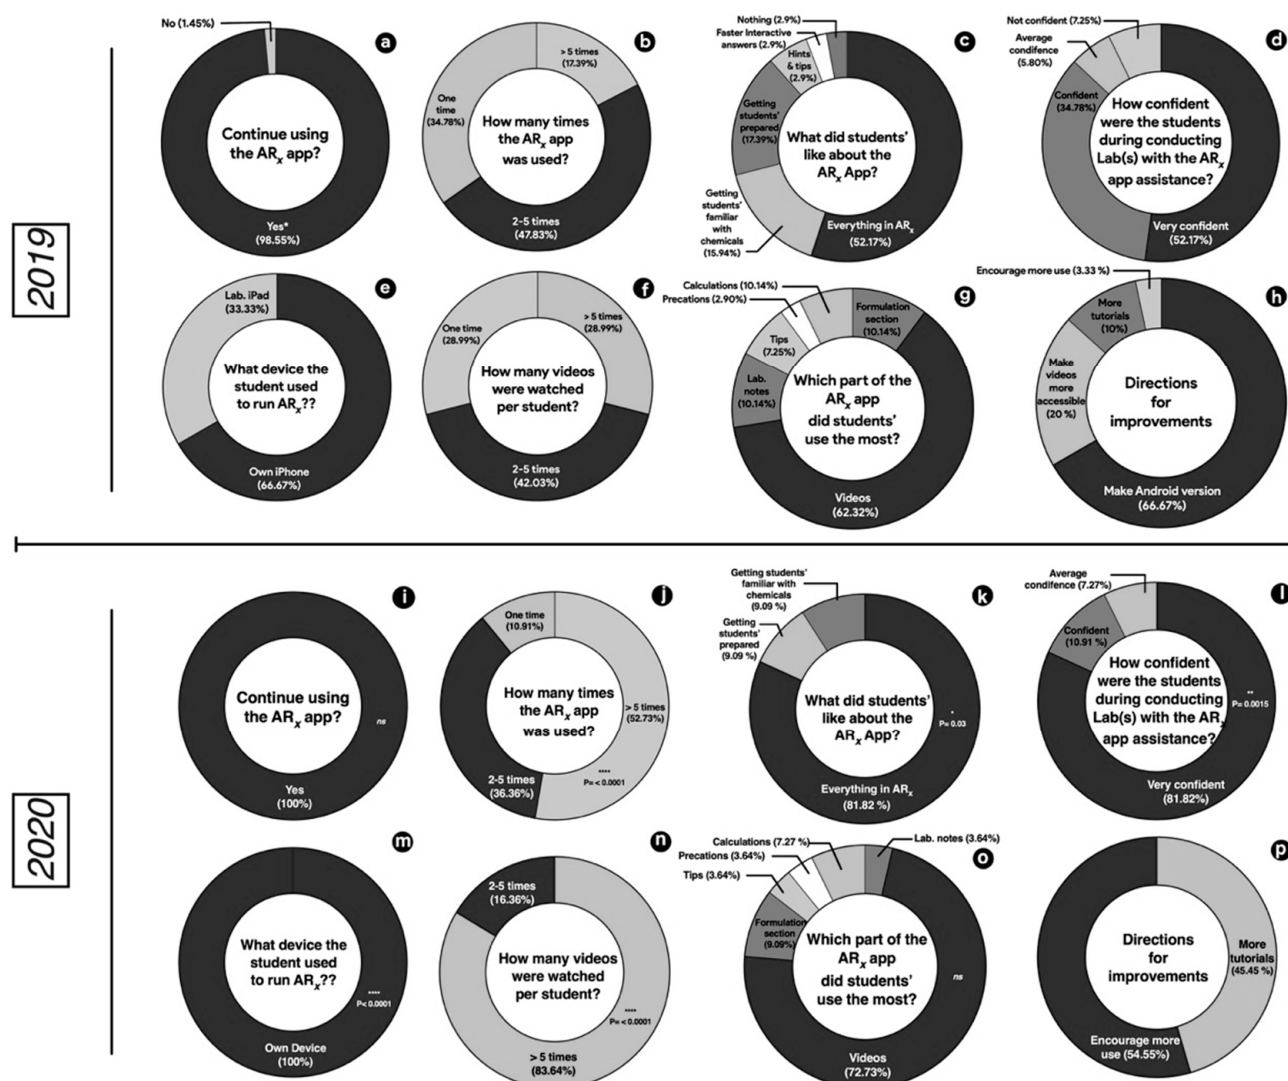 2019
No (1.45%)
a
Continue using
the ARx app?
Yes*
(98.55%)
b
> 5 times
(17.39%)
One
time
(34.78%)
How many times
the ARx app
was used?
2-5 times
(47.83%)
Nothing (2.9%)
Faster Interactive
answers (2.9%)
Hints
& tips
(2.9%)
c
Getting
students'
prepared
(17.39%)
What did students'
like about the
ARx App?
Getting
students'
familiar
with
chemicals
(15.94%)
Everything in ARx
(52.17%)
Not confident (7.25%)
Average
condifence
(5.80%)
d
Confident
(34.78%)
How confident
were the students
during conducting
Lab(s) with the ARx
app assistance?
Very confident
(52.17%)
e
Lab. iPad
(33.33%)
What device the
student used
to run ARx??
Own iPhone
(66.67%)
f
One time
(28.99%)
> 5 times
(28.99%)
How many videos
were watched
per student?
2-5 times
(42.03%)
Calculations (10.14%)
Precations (2.90%)
g
Formulation
section
(10.14%)
Tips
(7.25%)
Lab.
notes
(10.14%)
Which part of the
ARx app
did students'
use the most?
Videos
(62.32%)
Encourage more use (3.33 %)
h
More
tutorials
(10%)
Make
videos
more
accessible
(20 %)
Directions
for
improvements
Make Android version
(66.67%)
2020
i
Continue using
the ARx app?
ns
Yes
(100%)
j
One time
(10.91%)
How many times
the ARx app
was used?
> 5 times
(52.73%)
2-5 times
(36.36%)
****
P= < 0.0001
Getting students'
familiar with
chemicals
(9.09 %)
k
Getting
students'
prepared
(9.09 %)
What did students'
like about the
ARx App?
*
P= 0.03
Everything in ARx
(81.82 %)
Average
condifence (7.27%)
l
Confident
(10.91 %)
How confident
were the students
during conducting
Lab(s) with the ARx
app assistance?
**
P= 0.0015
Very confident
(81.82%)
m
What device the
student used
to run ARx??
****
P< 0.0001
Own Device
(100%)
n
2-5 times
(16.36%)
How many videos
were watched
per student?
****
P= < 0.0001
> 5 times
(83.64%)
Calculations (7.27 %)
Precations (3.64%)
Tips (3.64%)
Lab. notes (3.64%)
o
Formulation
section
(9.09%)
Which part of the
ARx app
did students'
use the most?
ns
Videos
(72.73%)
p
Directions
for
improvements
More
tutorials
(45.45 %)
Encourage more
use (54.55%)